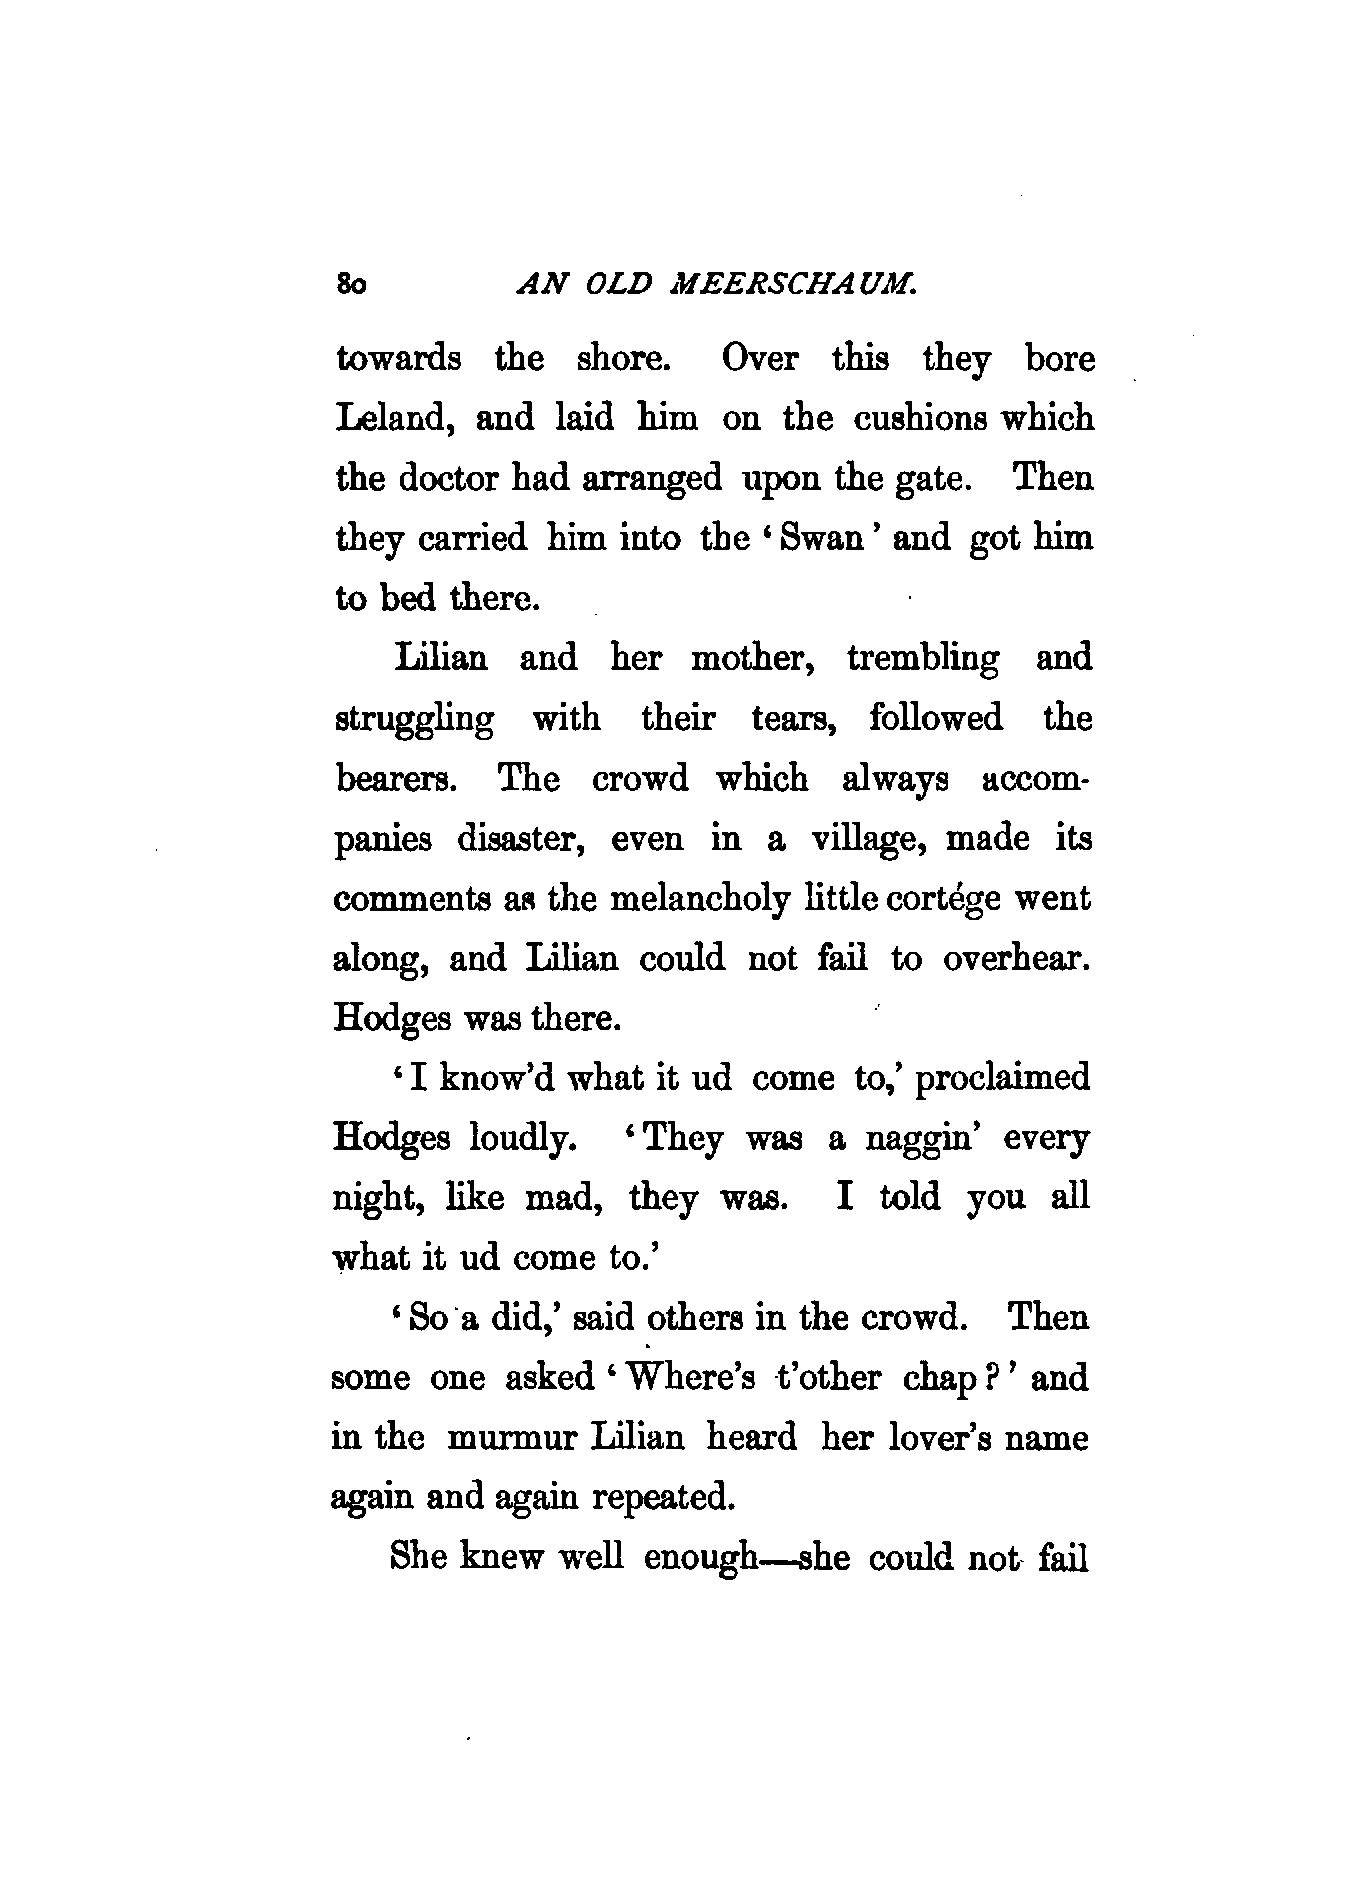 80 AN OLD MEERSCHAUM.
towards the shore. Over this they bore
Leland, and laid him on the cushions which
the doctor had arranged upon the gate. Then
they carried him into the ‘Swan’ and got him
to bed there.
Lilian and her mother, trembling and
struggling with their tears, followed the
bearers. The crowd which always accom-
panies disaster, even in a village, made its
comments as the melancholy little cortége went
along, and Lilian could not fail to overhear.
Hodges was there.
‘I know’d what it ud come to,’ proclaimed
Hodges loudly. ‘They was a naggin’ every
night, like mad, they was. I told you all
what it ud come to.’
‘So a did,’ said others in the crowd. Then
some one asked ‘Where’s t’other chap?’ and
in the murmur Lilian heard her lover’s name
again and again repeated.
She knew well enough—she could not fail